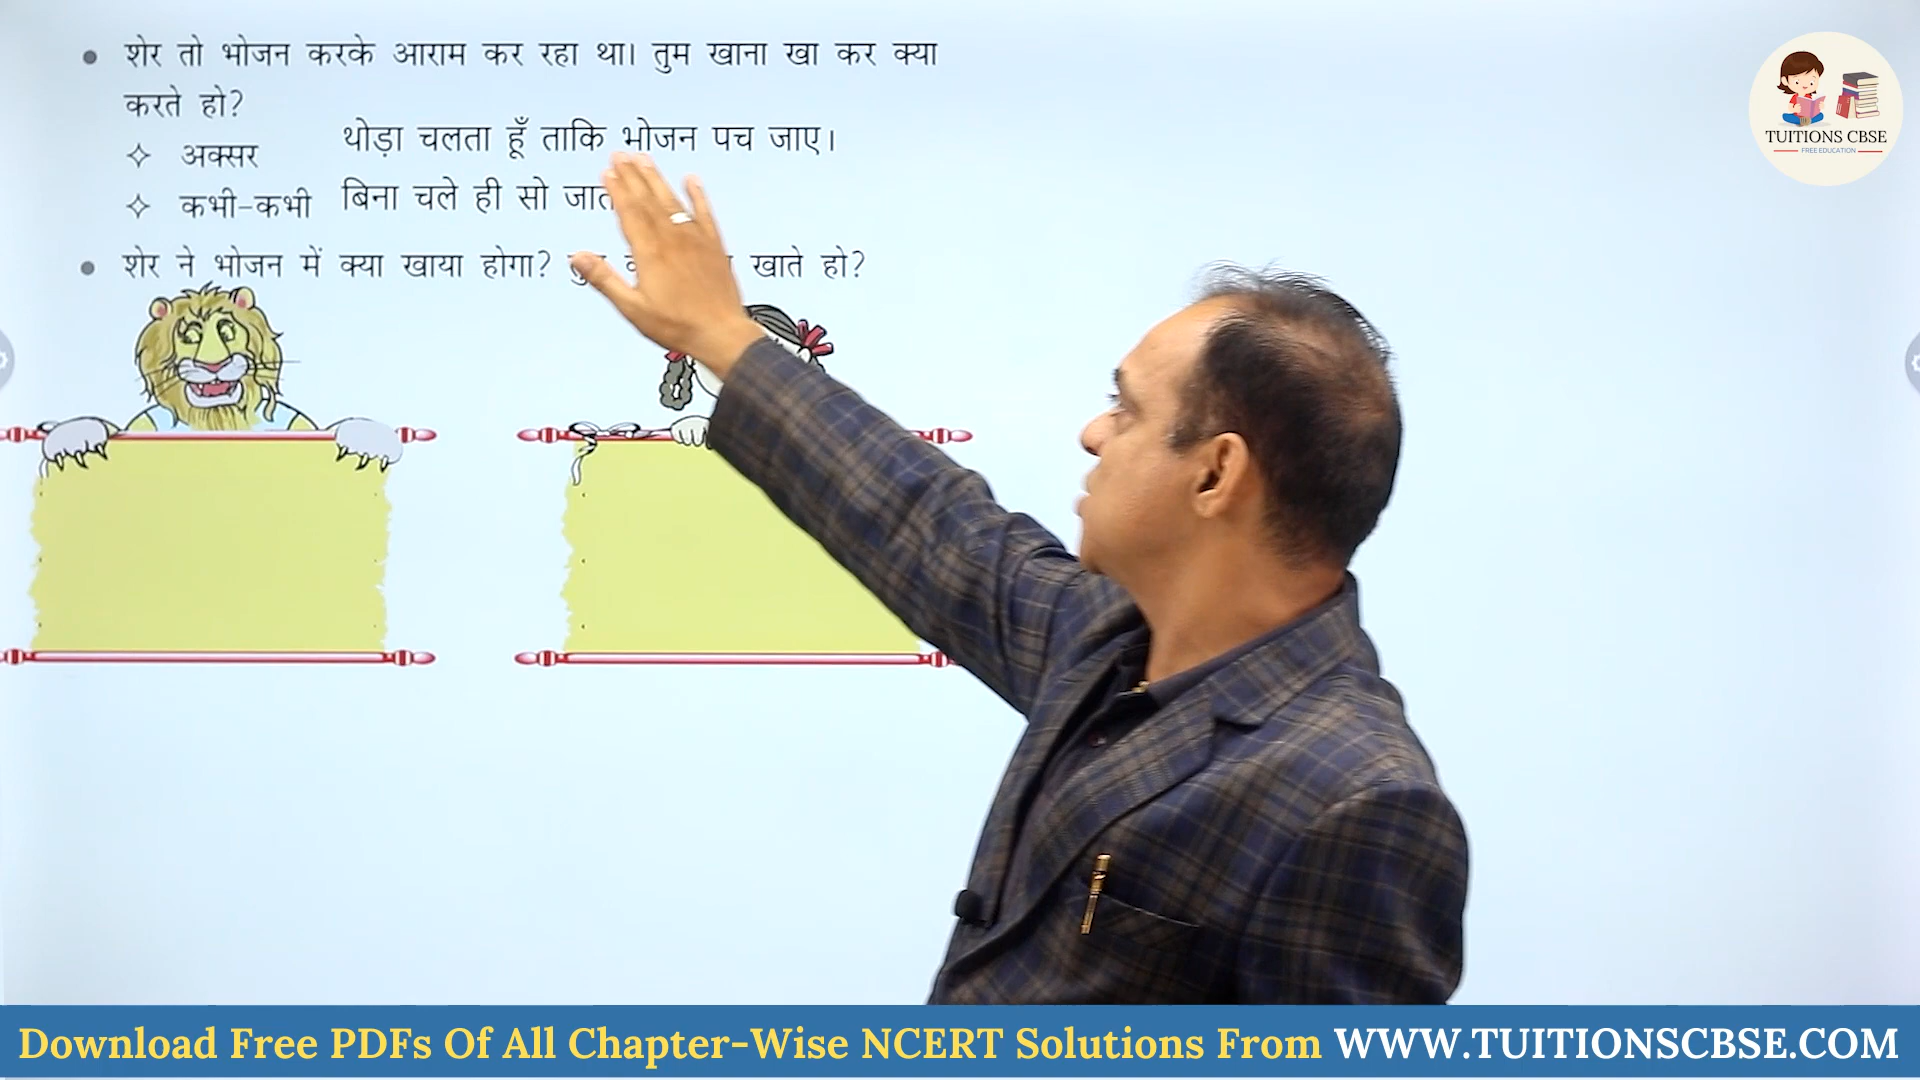 शेर तो भोजन करके आराम कर रहा था। तुम खाना खा कर क्या
करते हो?
अक्सर थोड़ा चलता हूँ ताकि भोजन पच जाए।
कभी-कभी बिना चले ही सो
शेर ने भोजन में क्या खाया होगा? खाते हो?
TUITIONS CBSE
FREE EDUCATION
Download Free PDFs Of All Chapter-Wise NCERT Solutions From WWW.TUITIONSCBSE.COM